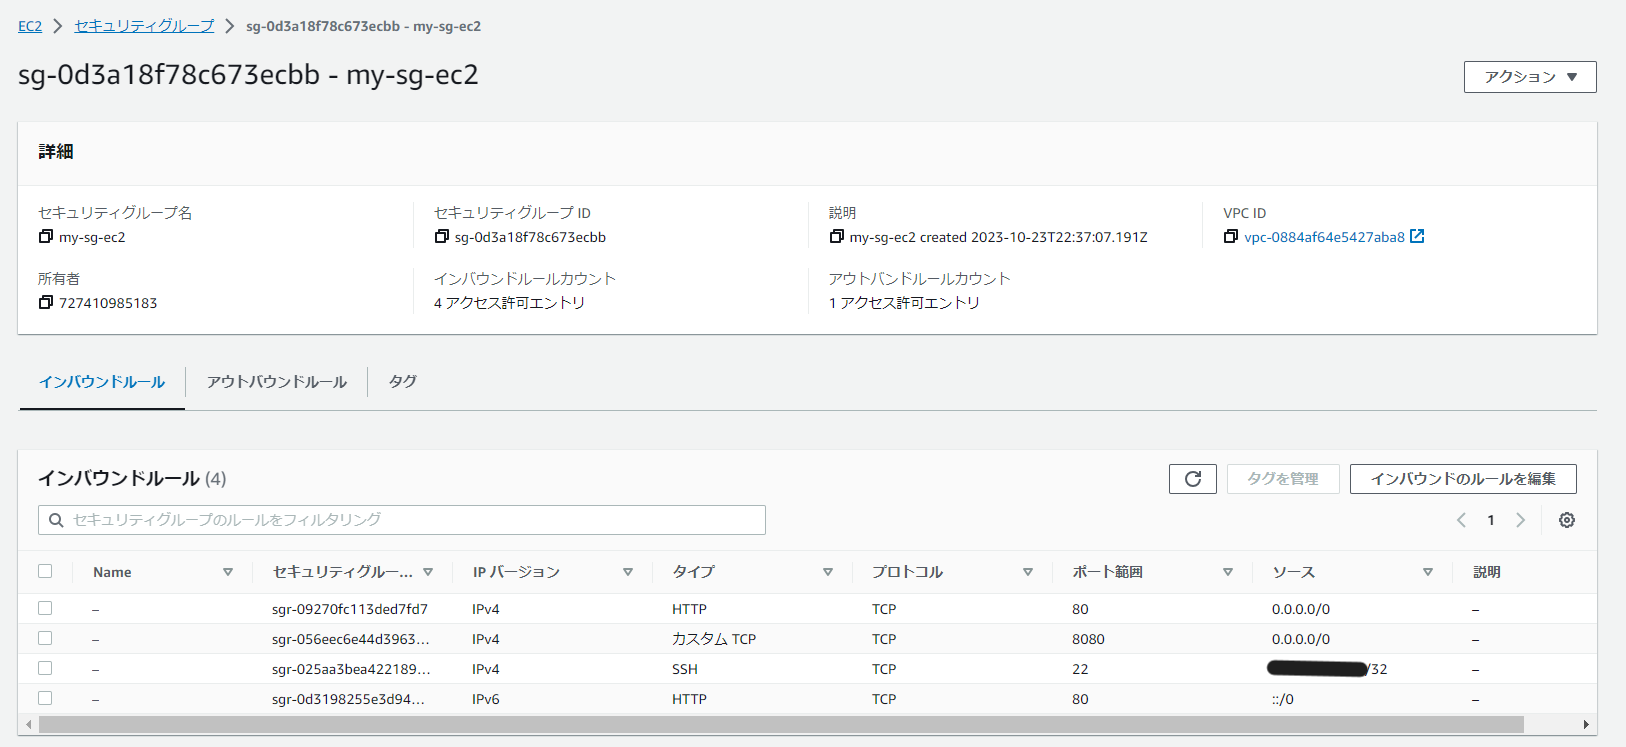 EC2 > セキュリティグループ > sg-0d3a18f78c673ecbb - my-sg-ec2
sg-0d3a18f78c673ecbb - my-sg-ec2
アクション ▼
詳細
セキュリティグループ名 セキュリティグループ ID 説明 VPC ID
my-sg-ec2 sg-0d3a18f78c673ecbb my-sg-ec2 created 2023-10-23T22:37:07.191Z vpc-0884af64e5427aba8
所有者 インバウンドルールカウント アウトバンドルールカウント
727410985183 4 アクセス許可エントリ 1 アクセス許可エントリ
インバウンドルール アウトバウンドルール タグ
インバウンドルール (4) タグを管理 インバウンドのルールを編集
セキュリティグループのルールをフィルタリング 1
Name セキュリティグルー... IP バージョン タイプ プロトコル ポート範囲 ソース 説明
– sgr-09270fc113ded7fd7 IPv4 HTTP TCP 80 0.0.0.0/0 –
– sgr-056eec6e44d3963... IPv4 カスタム TCP TCP 8080 0.0.0.0/0 –
– sgr-025aa3bea422189... IPv4 SSH TCP 22 /32 –
– sgr-0d3198255e3d94... IPv6 HTTP TCP 80 ::/0 –